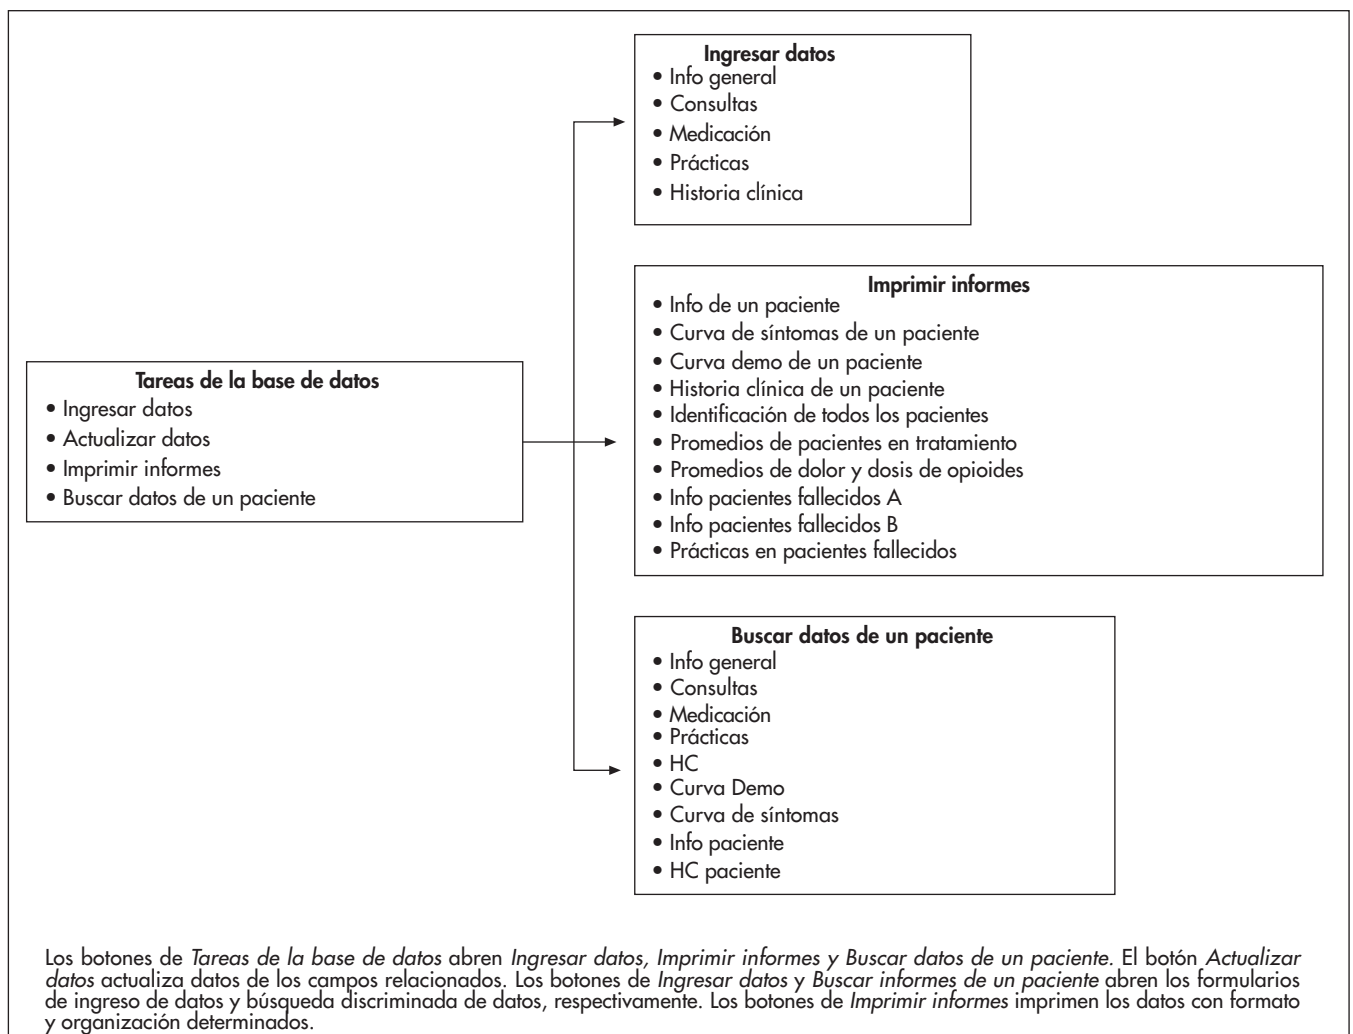 Ingresar datos
• Info general
• Consultas
• Medicación
• Prácticas
• Historia clínica
Imprimir informes
• Info de un paciente
• Curva de síntomas de un paciente
• Curva demo de un paciente
• Historia clínica de un paciente
• Identificación de todos los pacientes
• Promedios de pacientes en tratamiento
• Promedios de dolor y dosis de opioides
• Info pacientes fallecidos A
• Info pacientes fallecidos B
• Prácticas en pacientes fallecidos
Tareas de la base de datos
• Ingresar datos
• Actualizar datos
• Imprimir informes
• Buscar datos de un paciente
Buscar datos de un paciente
• Info general
• Consultas
• Medicación
• Prácticas
• HC
• Curva Demo
• Curva de síntomas
• Info paciente
• HC paciente
Los botones de Tareas de la base de datos abren Ingresar datos, Imprimir informes y Buscar datos de un paciente. El botón Actualizar
datos actualiza datos de los campos relacionados. Los botones de Ingresar datos y Buscar informes de un paciente abren los formularios
de ingreso de datos y búsqueda discriminada de datos, respectivamente. Los botones de Imprimir informes imprimen los datos con formato
y organización determinados.